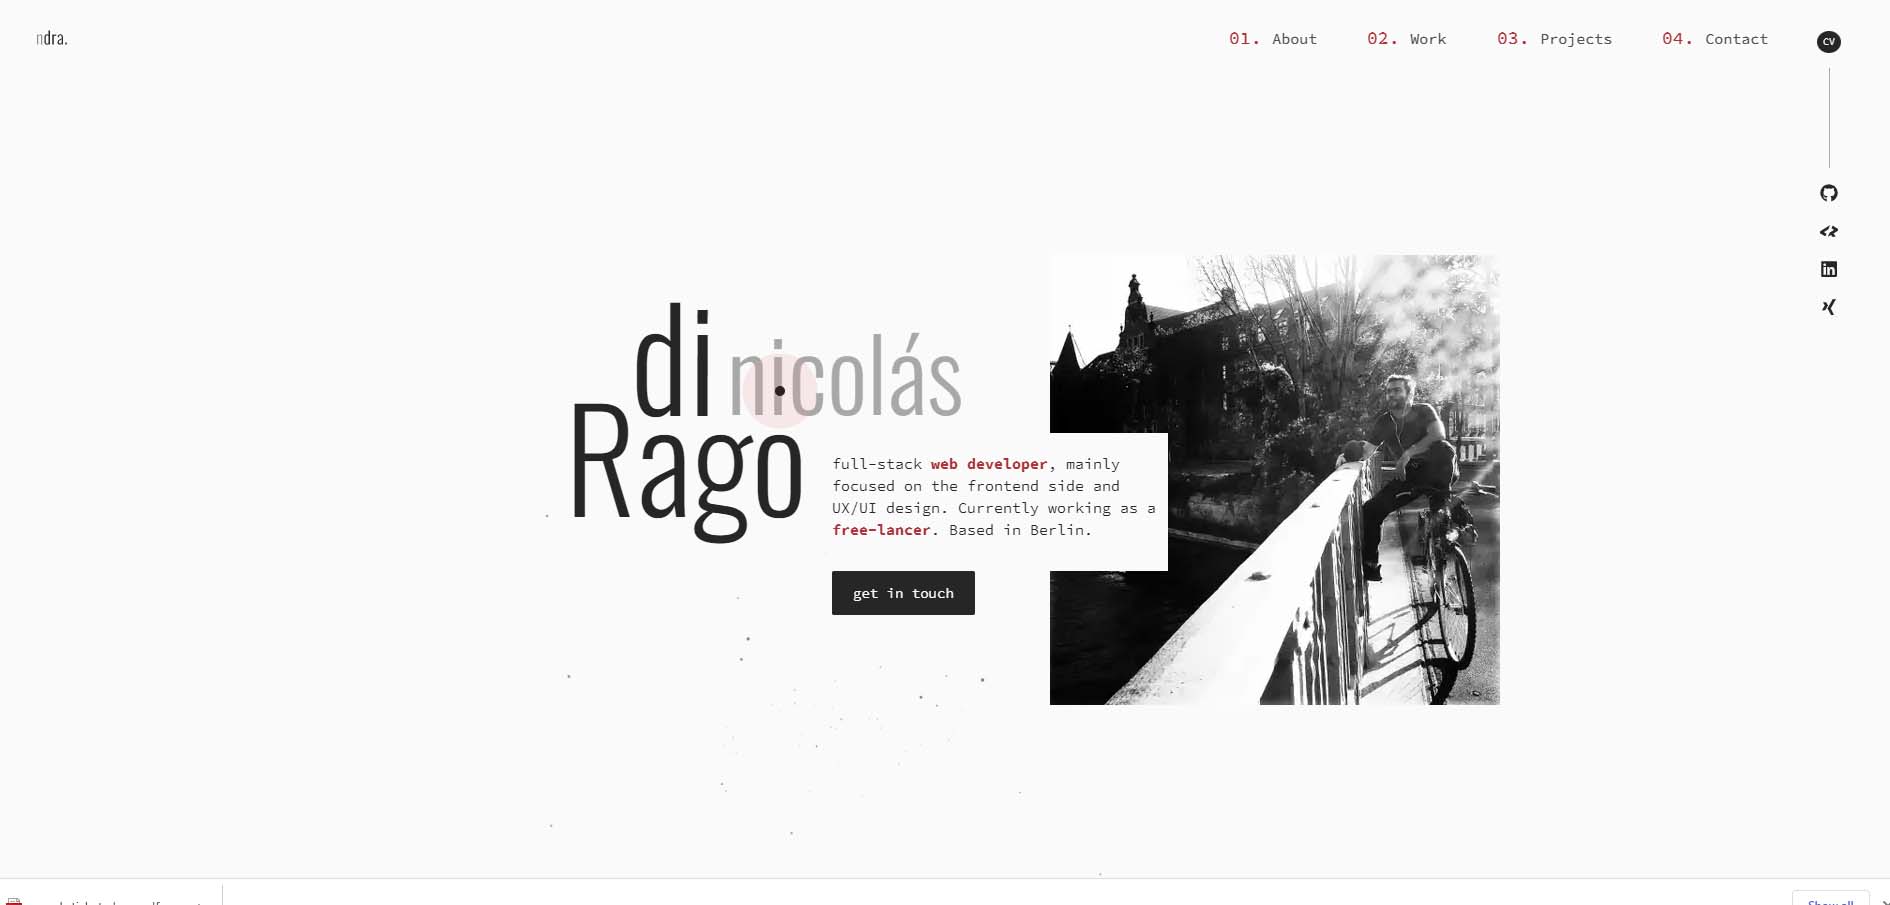 ndra.
01. About 02. Work 03. Projects 04. Contact
CV
di nicolás
Rago
full-stack web developer, mainly
focused on the frontend side and
UX/UI design. Currently working as a
free-lancer. Based in Berlin.
get in touch
Show all